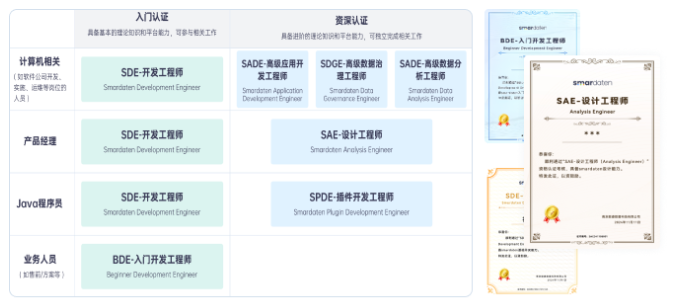 入门认证
具备基本的理论知识和平台能力，可参与相关工作
资深认证
具备进阶的理论知识和平台能力，可独立完成相关工作
计算机相关
（如软件公司开发、
实施、运维等岗位的
人员）
SDE-开发工程师
Smardaten Development Engineer
SADE-高级应用开
发工程师
Smardaten Application
Development Engineer
SDGE-高级数据治
理工程师
Smardaten Data
Governance Engineer
SADE-高级数据分
析工程师
Smardaten Data
Analysis Engineer
产品经理
SDE-开发工程师
Smardaten Development Engineer
SAE-设计工程师
Smardaten Analysis Engineer
Java程序员
SDE-开发工程师
Smardaten Development Engineer
SPDE-插件开发工程师
Smardaten Plugin Development Engineer
业务人员
（如售前/方案等）
BDE-入门开发工程师
Beginner Development Engineer
smardaten
BDE-入门开发工程师
Beginner Development Engineer
smardaten
SAE-设计工程师
Analysis Engineer
SDE-